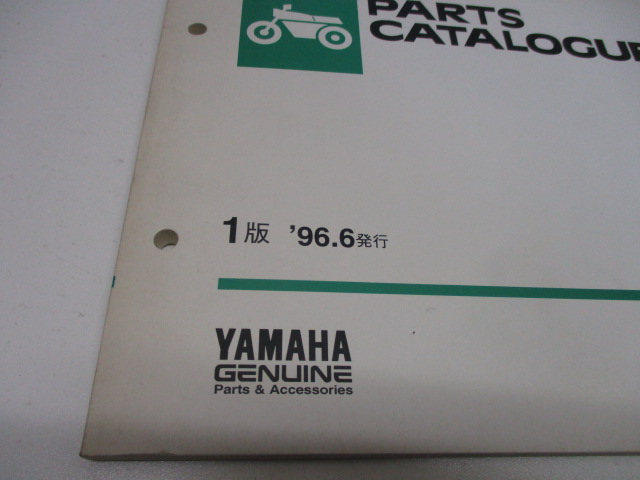 PARTS
CATALOGUE
1版 '96.6発行
YAMAHA
GENUINE
Parts & Accessories